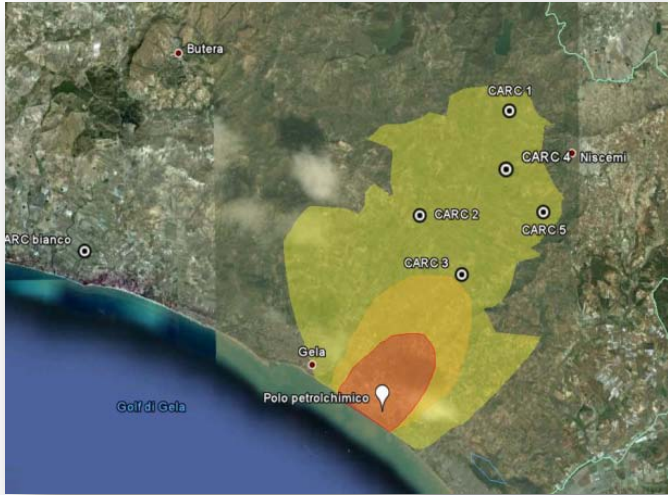 Butera
CARC 1
CARC 4
Niscemi
CARC 2
CARC 5
ARC bianco
CARC 3
Gela
Polo petrolchimico
Golf di Gela